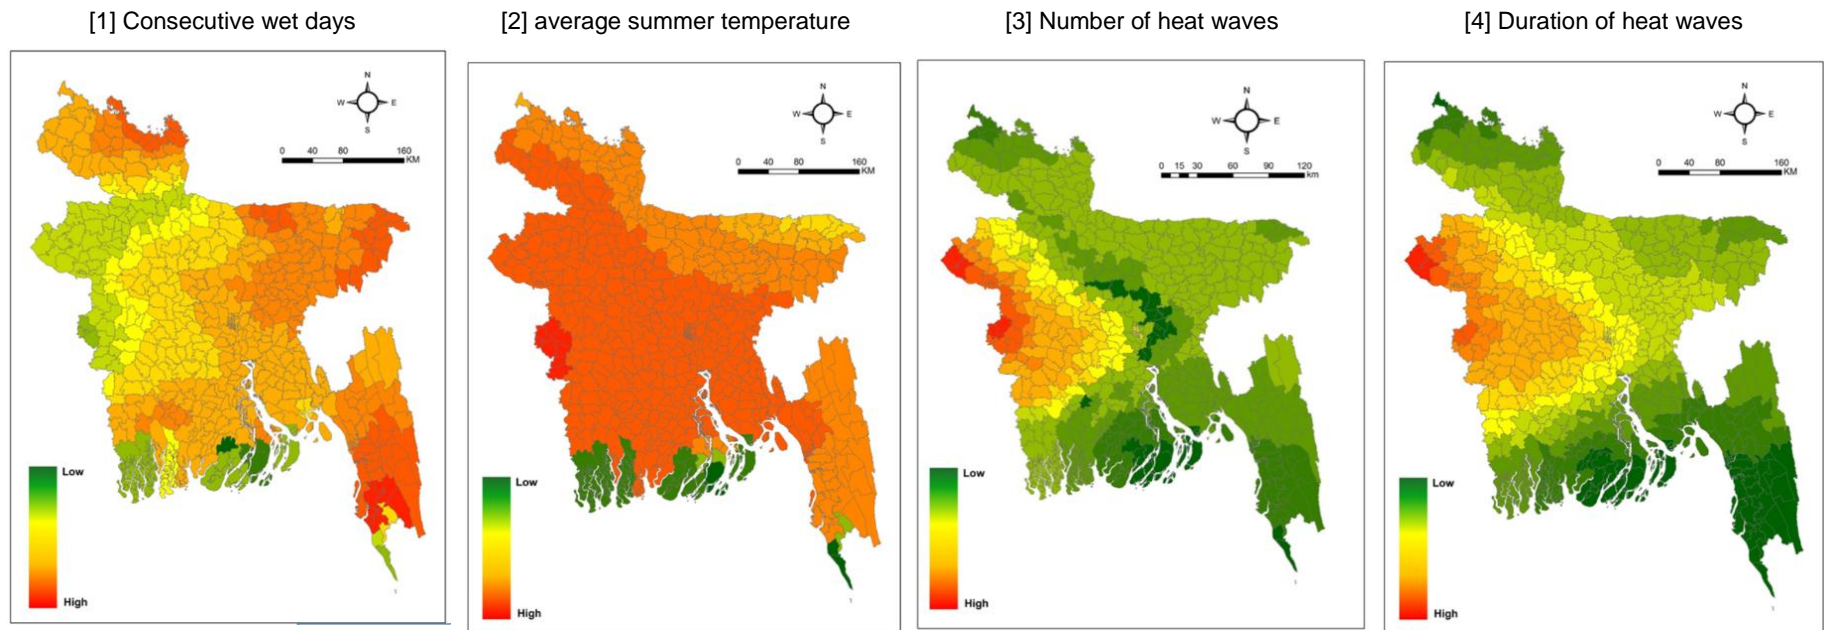 [1] Consecutive wet days
[2] average summer temperature
[3] Number of heat waves
[4] Duration of heat waves
N
W E
S
0 40 80 160
KM
Low
High
N
W E
S
0 40 80 160
KM
Low
High
N
W E
S
0 15 30 60 90 120
km
Low
High
N
W E
S
0 40 80 160
KM
Low
High